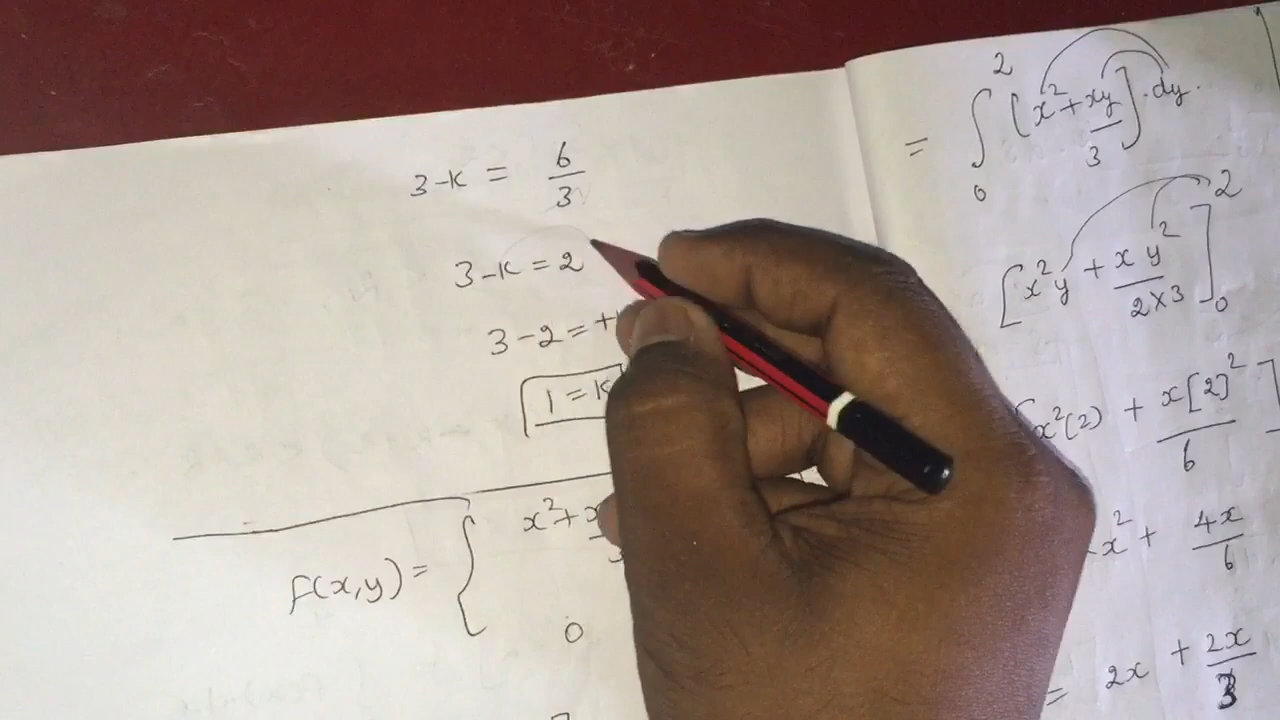 3-k = 6/3
3-k = 2
3-2 = +
1 = k
f(x,y) = { x²+x
0
= ∫₀² [x² + xy/3] · dy.
[x²y + xy²/2×3]₀²
x²(2) + x[2]²/6]
x² + 4x/6
= 2x + 2x/3